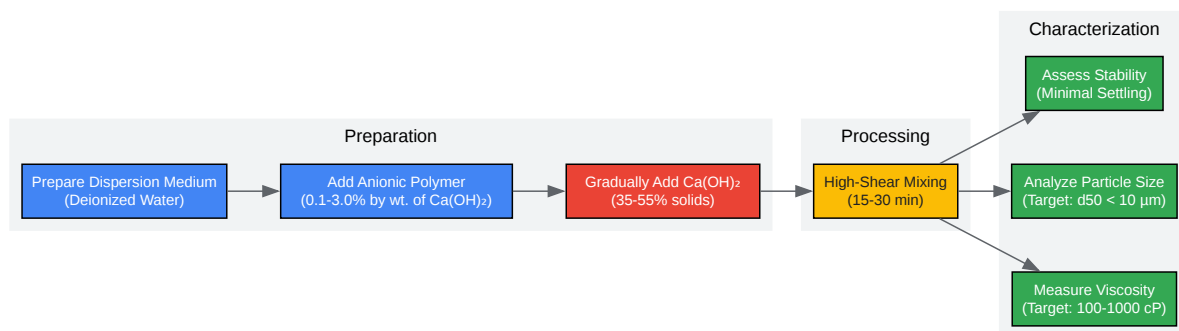 Preparation
Prepare Dispersion Medium
(Deionized Water)
Add Anionic Polymer
(0.1-3.0% by wt. of Ca(OH)₂)
Gradually Add Ca(OH)₂
(35-55% solids)
Processing
High-Shear Mixing
(15-30 min)
Characterization
Assess Stability
(Minimal Settling)
Analyze Particle Size
(Target: d50 < 10 µm)
Measure Viscosity
(Target: 100-1000 cP)